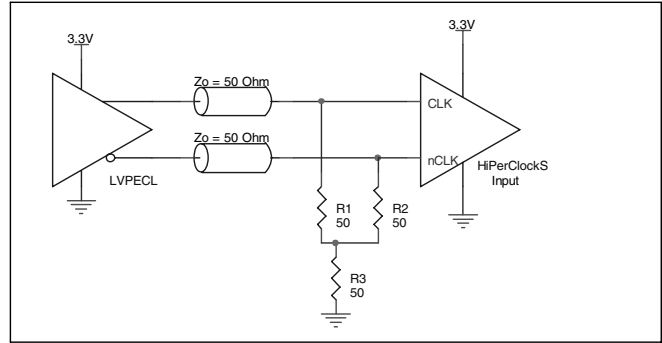 3.3V
3.3V
Zo = 50 Ohm
CLK
Zo = 50 Ohm
nCLK
HiPerClockS
Input
LVPECL
R1
50
R2
50
R3
50